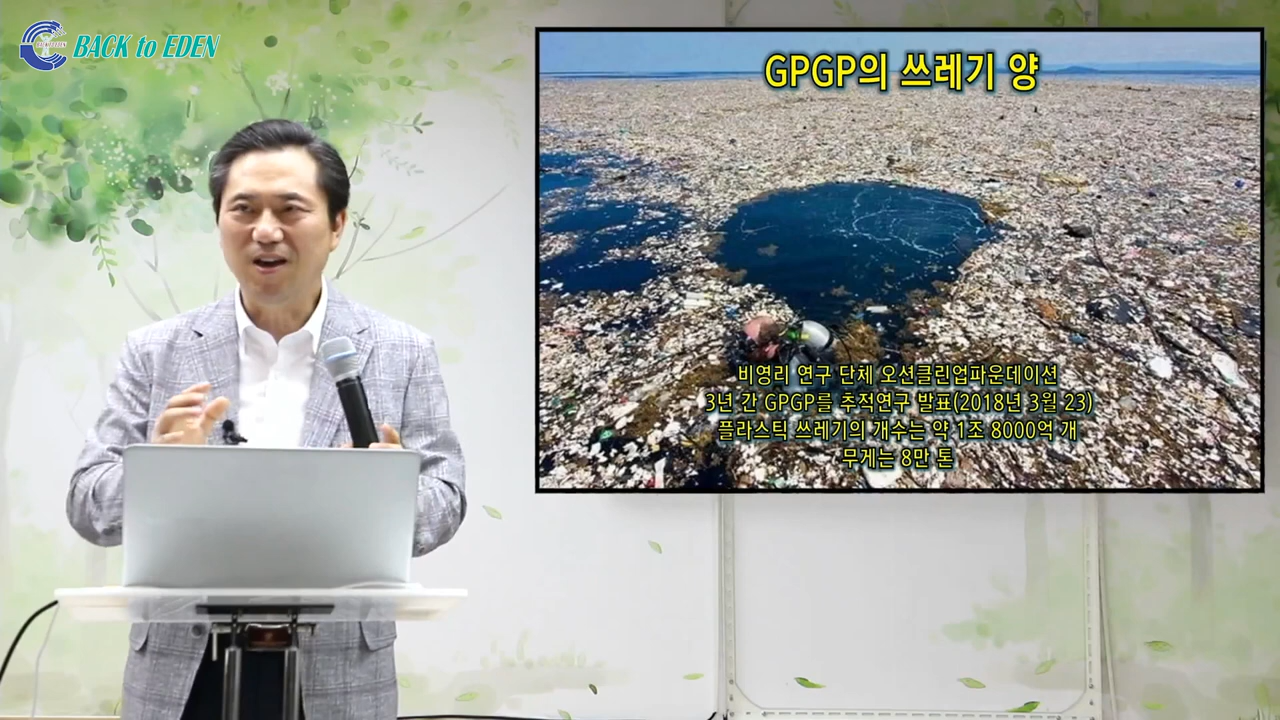 BACK to EDEN
GPGP의 쓰레기 양
비영리 연구 단체 오션클린업파운데이션
3년 간 GPGP를 추적연구 발표(2018년 3월 23)
플라스틱 쓰레기의 개수는 약 1조 8000억 개
무게는 8만 톤